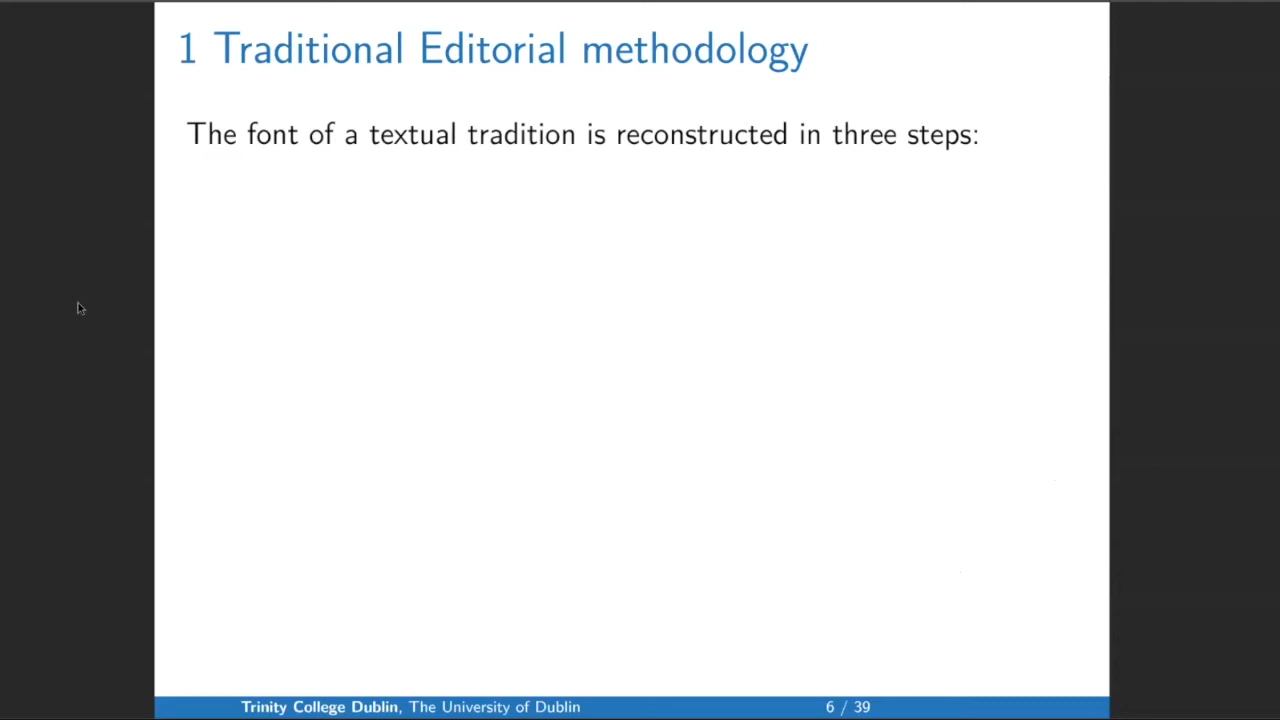 1 Traditional Editorial methodology
The font of a textual tradition is reconstructed in three steps:
Trinity College Dublin, The University of Dublin 6 / 39